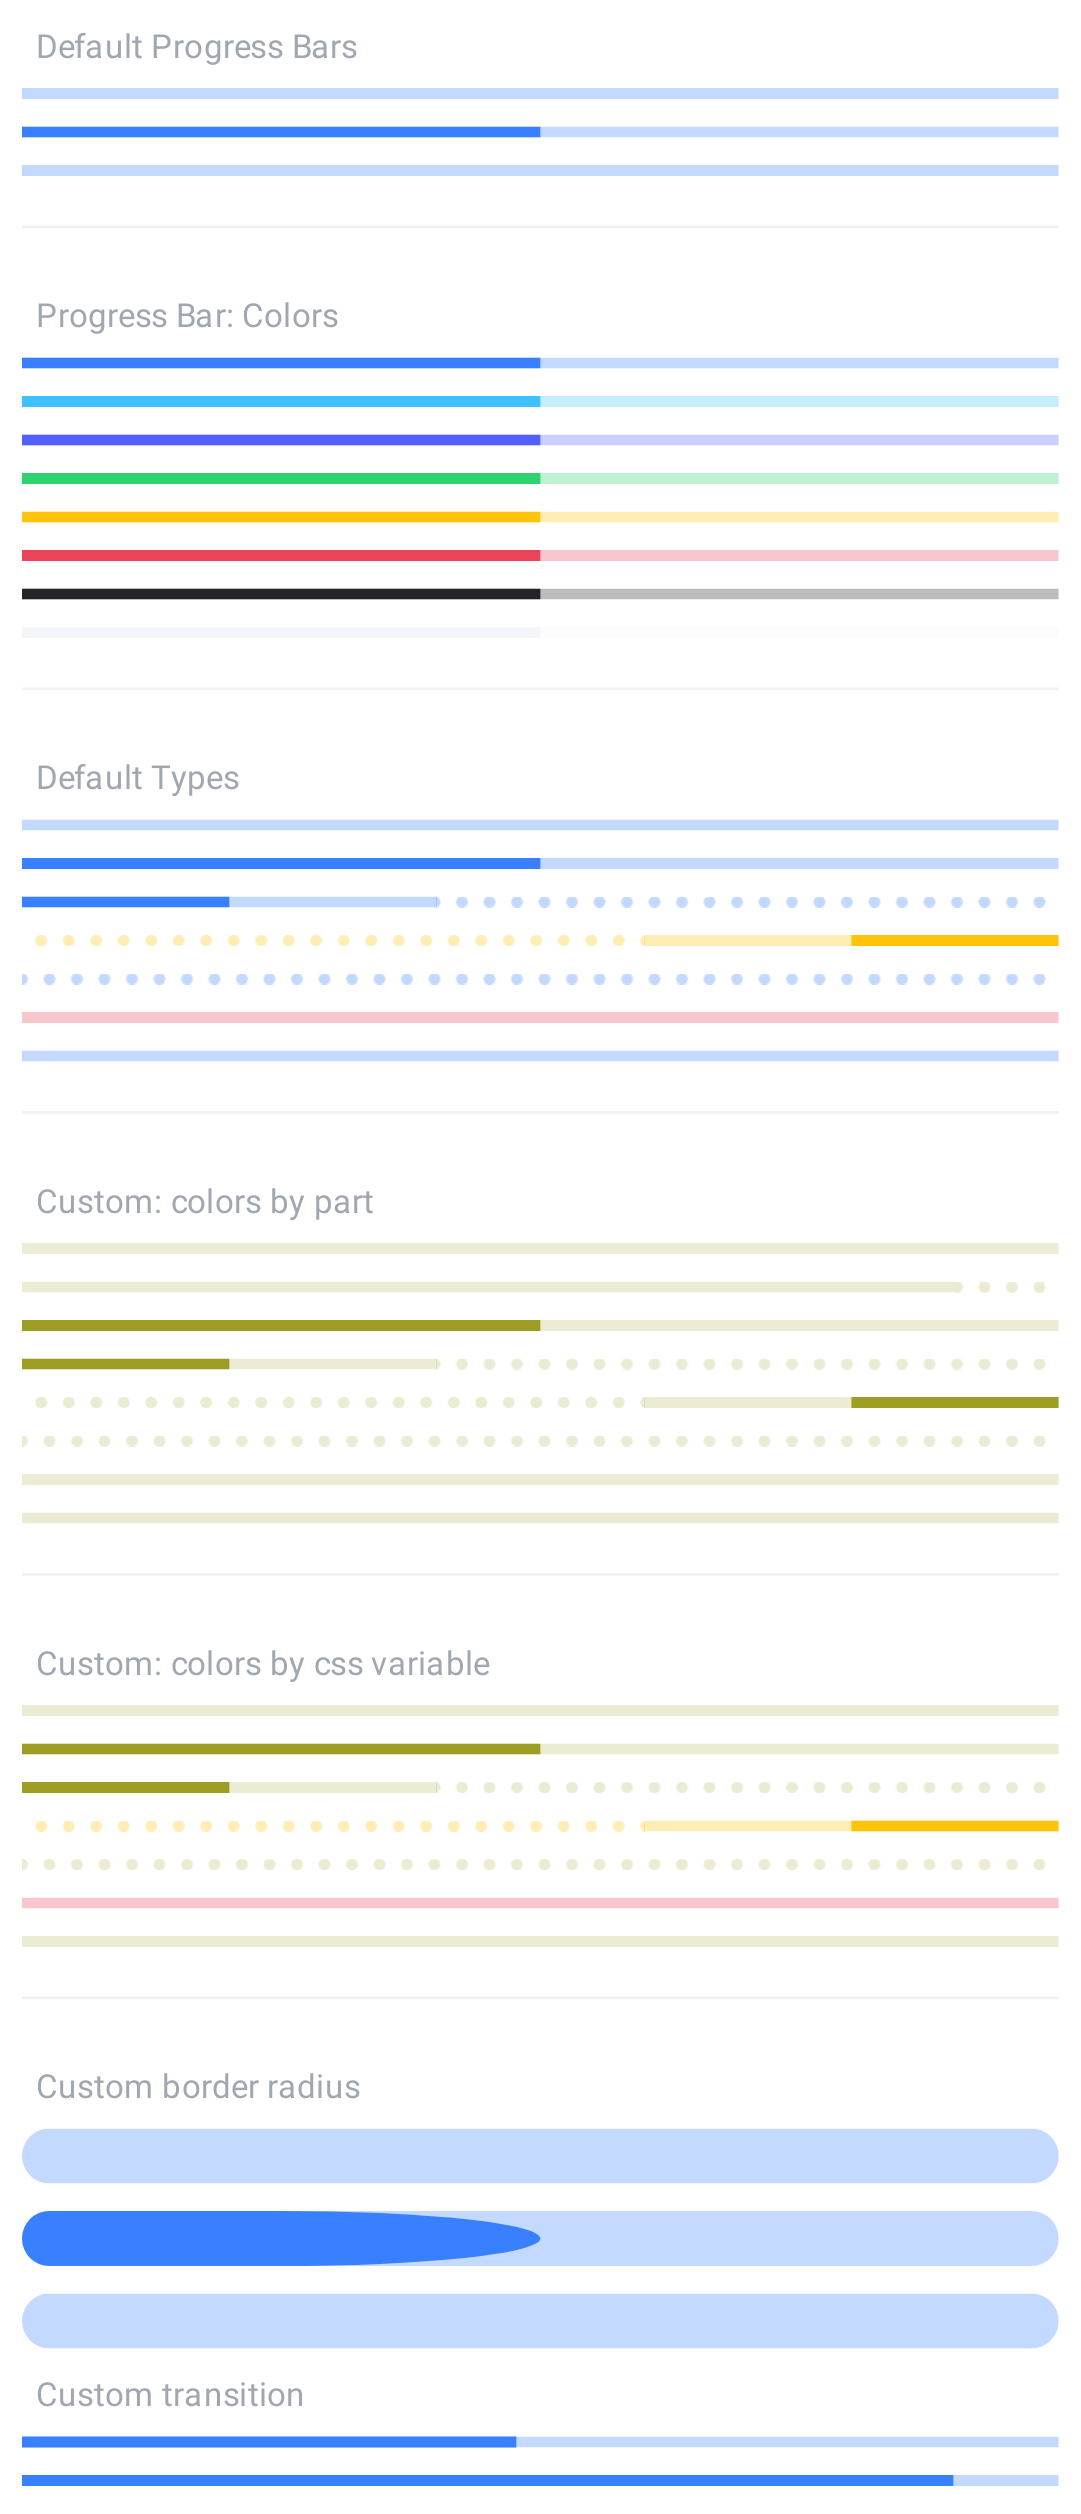 Default Progress Bars
Progress Bar: Colors
Default Types
Custom: colors by part
Custom: colors by css variable
Custom border radius
Custom transition